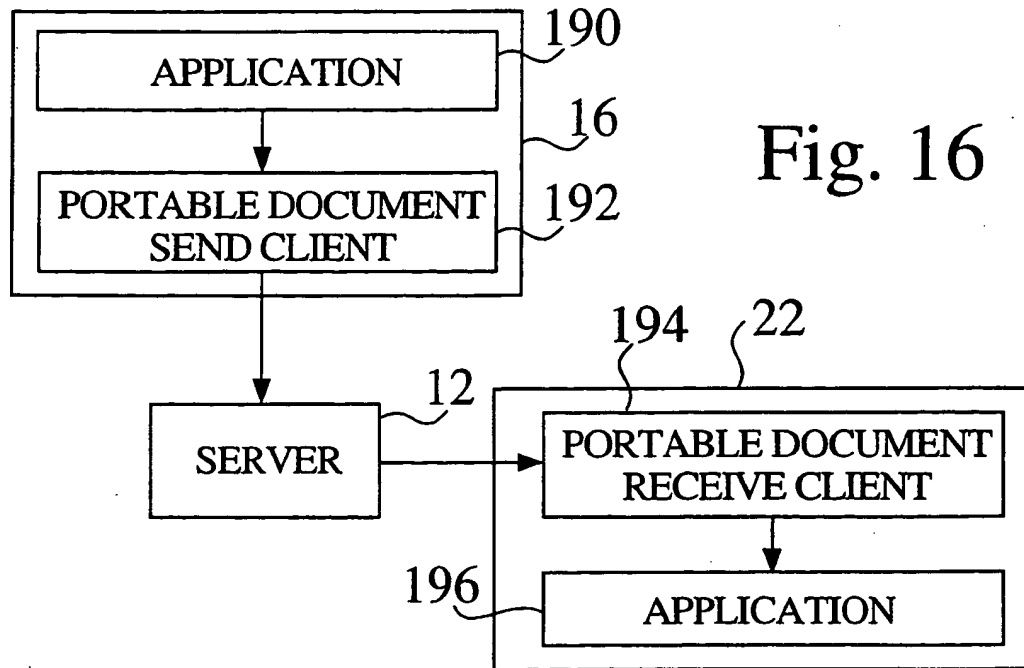 190
APPLICATION
16
Fig. 16
192
PORTABLE DOCUMENT
SEND CLIENT
194
22
12
SERVER
PORTABLE DOCUMENT
RECEIVE CLIENT
196
APPLICATION